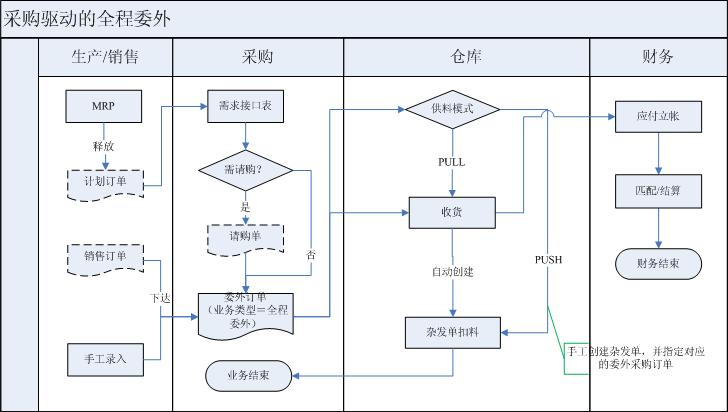 采购驱动的全程委外
生产/销售
采购
仓库
财务
MRP
释放
计划订单
销售订单
下达
手工录入
需求接口表
需请购?
是
否
请购单
委外订单
(业务类型＝全程
委外)
业务结束
供料模式
PULL
收货
自动创建
PUSH
杂发单扣料
手工创建杂发单，并指定对应
的委外采购订单
应付立帐
匹配/结算
财务结束